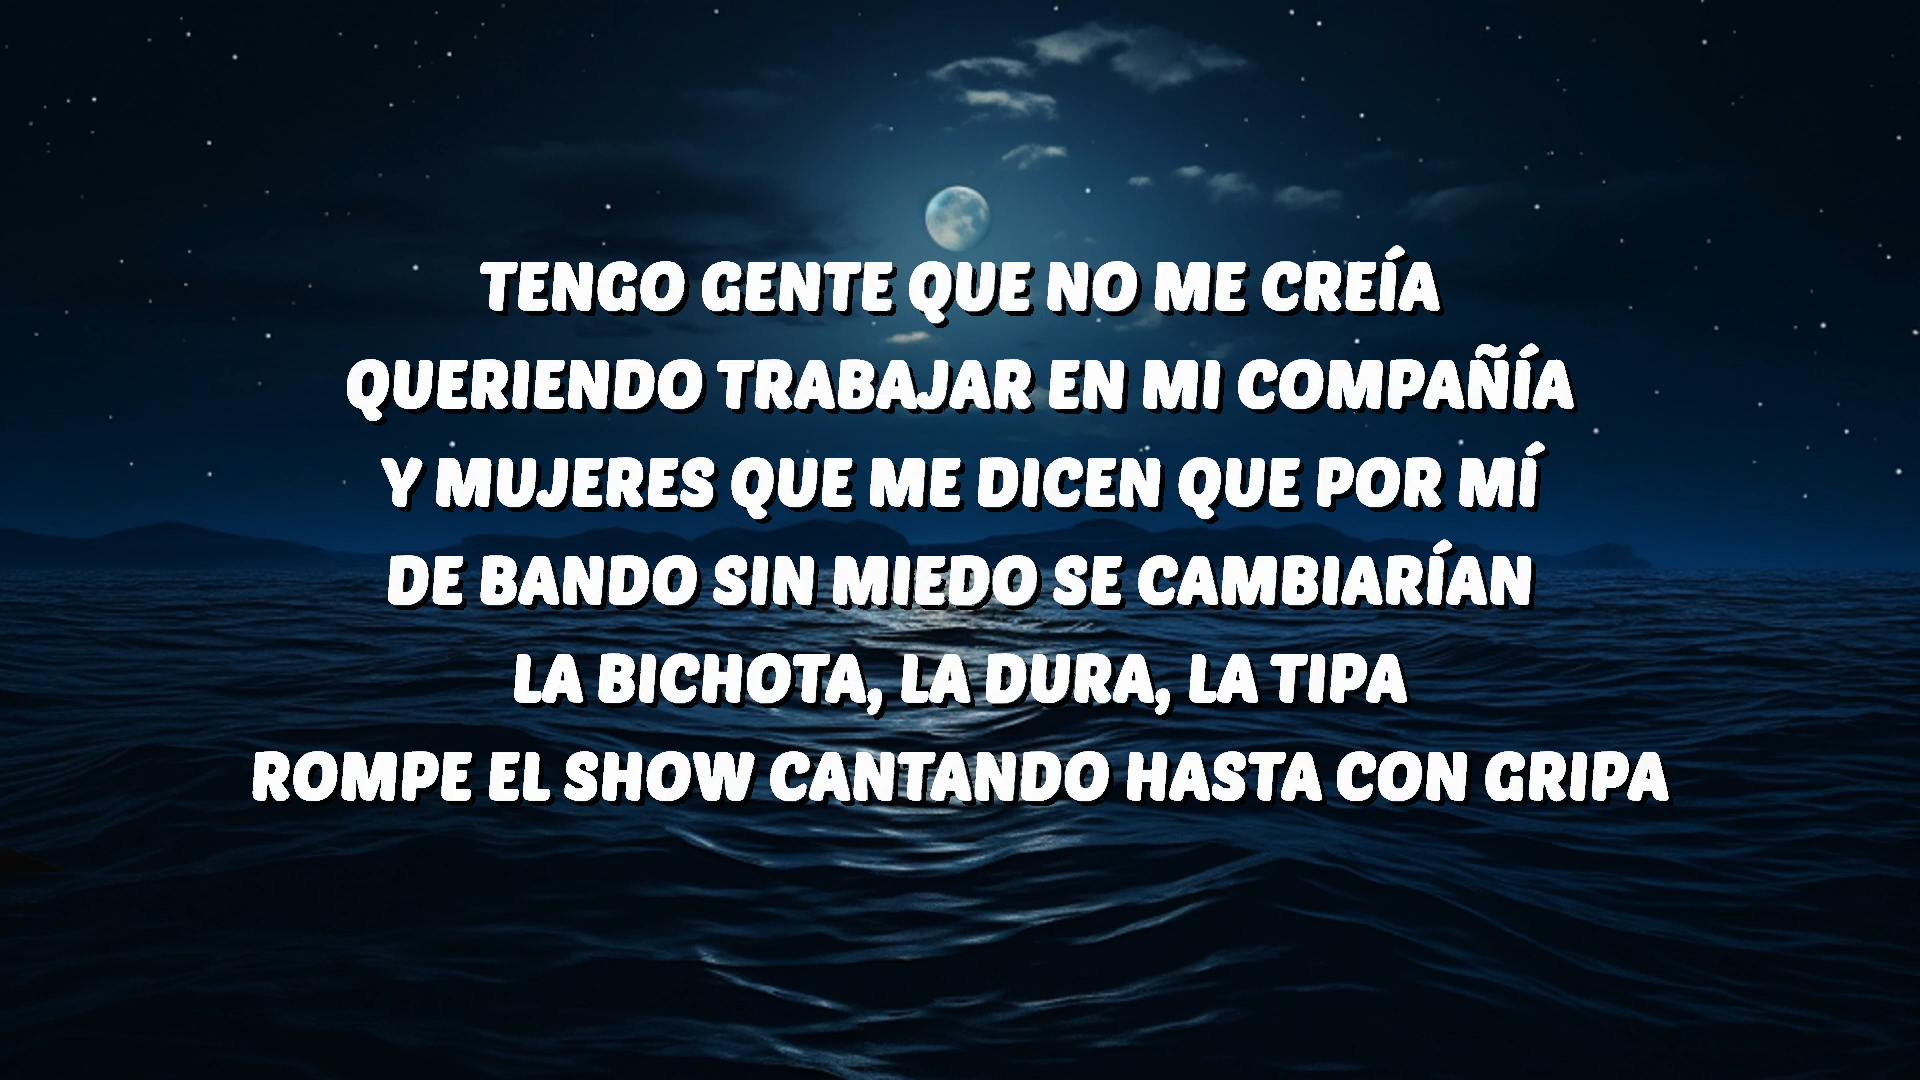 TENGO GENTE QUE NO ME CREÍA
QUERIENDO TRABAJAR EN MI COMPAÑÍA
Y MUJERES QUE ME DICEN QUE POR MÍ
DE BANDO SIN MIEDO SE CAMBIARÍAN
LA BICHOTA, LA DURA, LA TIPA
ROMPE EL SHOW CANTANDO HASTA CON GRIPA